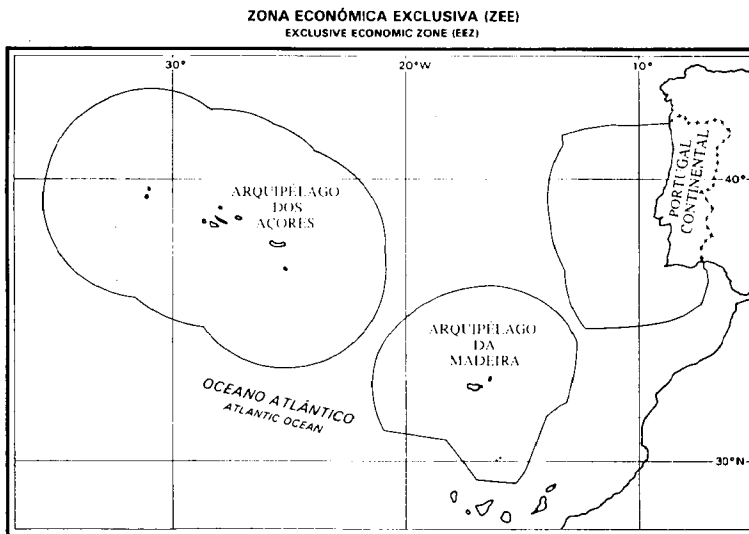 ZONA ECONÓMICA EXCLUSIVA (ZEE)
EXCLUSIVE ECONOMIC ZONE (EEZ)
30°
20°W
10°
40°
ARQUIPÉLAGO
DOS
AÇORES
PORTUGAL
CONTINENTAL
ARQUIPÉLAGO
DA
MADEIRA
OCEANO ATLÂNTICO
ATLANTIC OCEAN
30°N